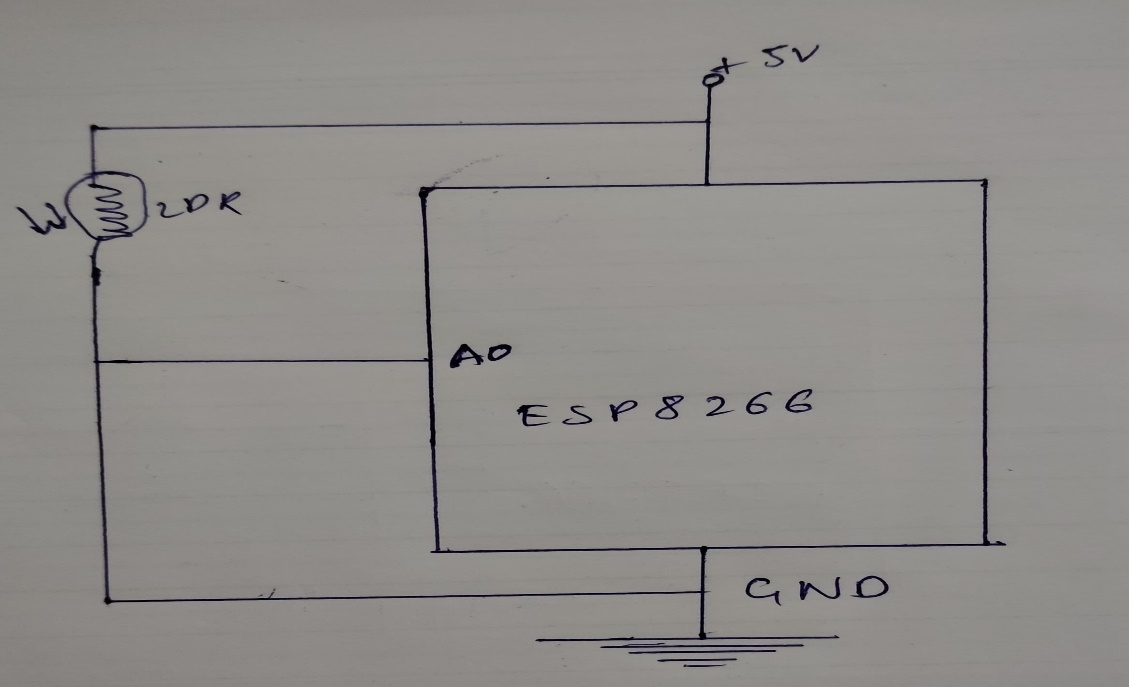 + 5V
LDR
A0
ESP8266
GND